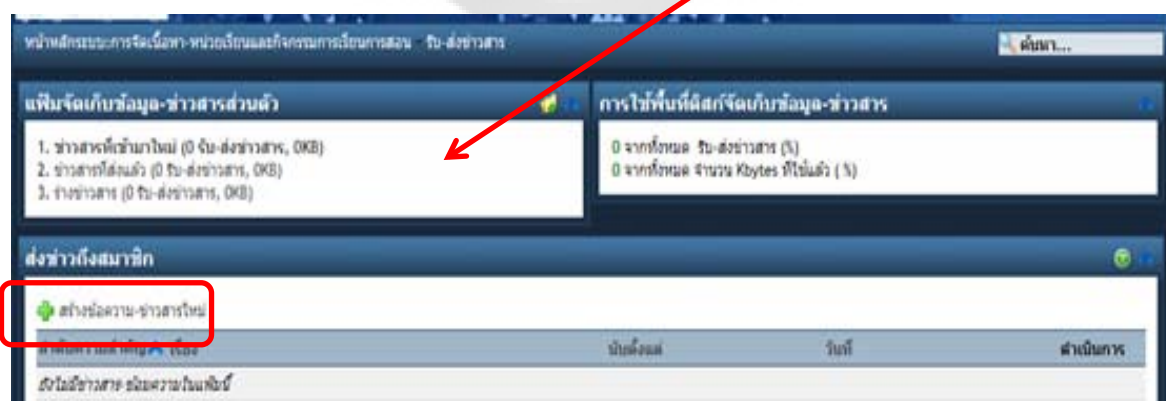 หน้าหลักระบบการจัดเนื้อหา-หน่วยเรียนและกิจกรรมการเรียนการสอน รับ-ส่งข่าวสาร
ค้นหา...
แฟ้มจัดเก็บข้อมูล-ข่าวสารส่วนตัว
1. ข่าวสารที่เข้ามาใหม่ (0 รับ-ส่งข่าวสาร, 0KB)
2. ข่าวสารที่ส่งแล้ว (0 รับ-ส่งข่าวสาร, 0KB)
3. ร่างข่าวสาร (0 รับ-ส่งข่าวสาร, 0KB)
การใช้พื้นที่ดิสก์จัดเก็บข้อมูล-ข่าวสาร
0 จากทั้งหมด รับ-ส่งข่าวสาร (%)
0 จากทั้งหมด จำนวน Kbytes ที่ใช้แล้ว ( %)
ส่งข่าวถึงสมาชิก
สร้างข้อความ-ข่าวสารใหม่
เรื่อง นับตั้งแต่ วันที่ ดำเนินการ
ยังไม่มีข่าวสาร ข้อความในแฟ้มนี้